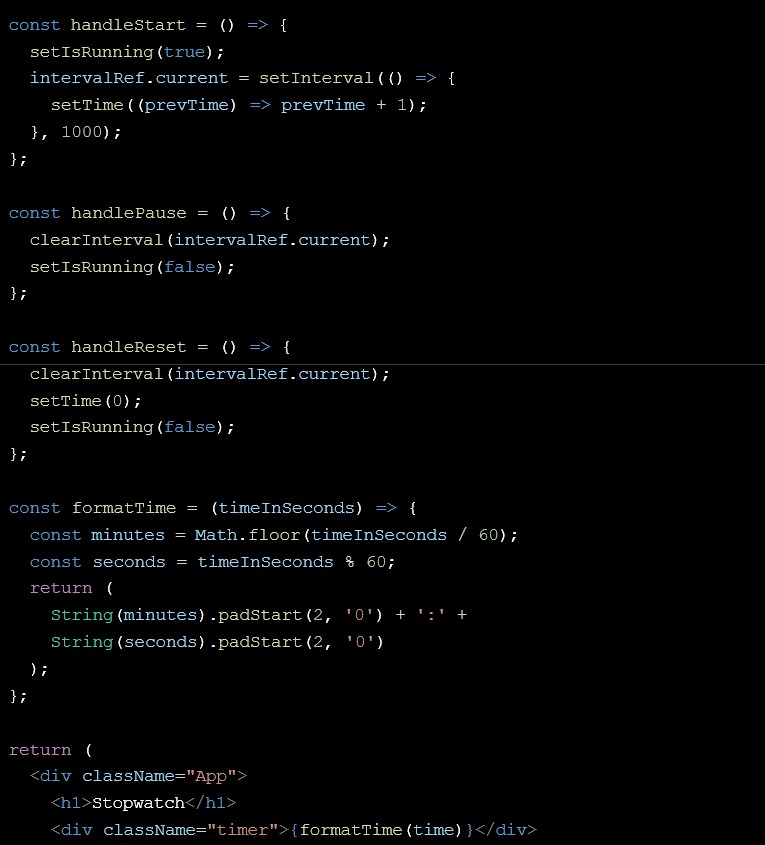 const handleStart = () => {
  setIsRunning(true);
  intervalRef.current = setInterval(() => {
    setTime((prevTime) => prevTime + 1);
  }, 1000);
};

const handlePause = () => {
  clearInterval(intervalRef.current);
  setIsRunning(false);
};

const handleReset = () => {
  clearInterval(intervalRef.current);
  setTime(0);
  setIsRunning(false);
};

const formatTime = (timeInSeconds) => {
  const minutes = Math.floor(timeInSeconds / 60);
  const seconds = timeInSeconds % 60;
  return (
    String(minutes).padStart(2, '0') + ':' +
    String(seconds).padStart(2, '0')
  );
};

return (
  <div className="App">
    <h1>Stopwatch</h1>
    <div className="timer">{formatTime(time)}</div>